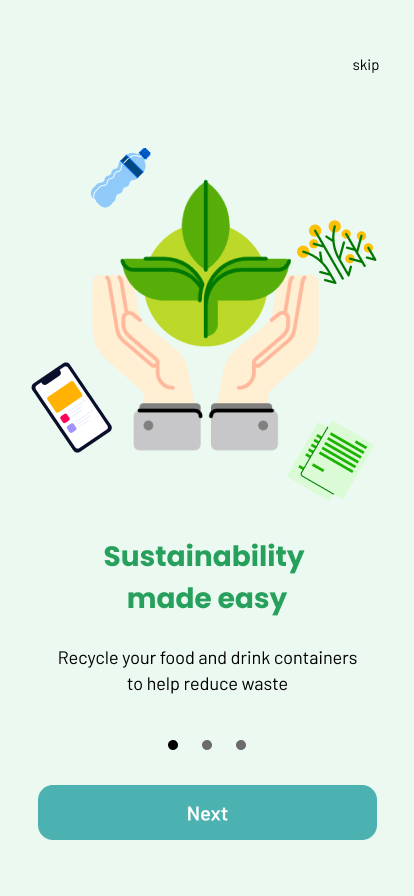 skip
Sustainability
made easy
Recycle your food and drink containers
to help reduce waste
Next